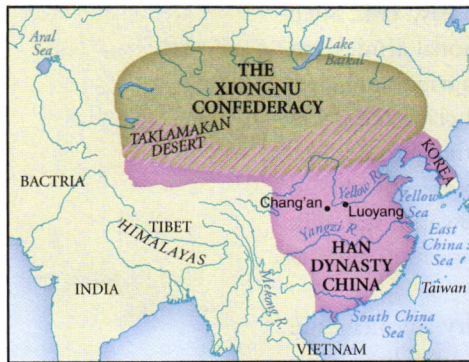 Aral
Sea
Lake
Baikal
THE
XIONGNU
CONFEDERACY
TAKLAMAKAN
DESERT
KOREA
BACTRIA
Chang'an
Yellow R.
Luoyang
Yellow
Sea
TIBET
Yangzi R.
East
China
Sea
HIMALAYAS
HAN
DYNASTY
CHINA
INDIA
Mekong R.
Taiwan
South China
Sea
VIETNAM